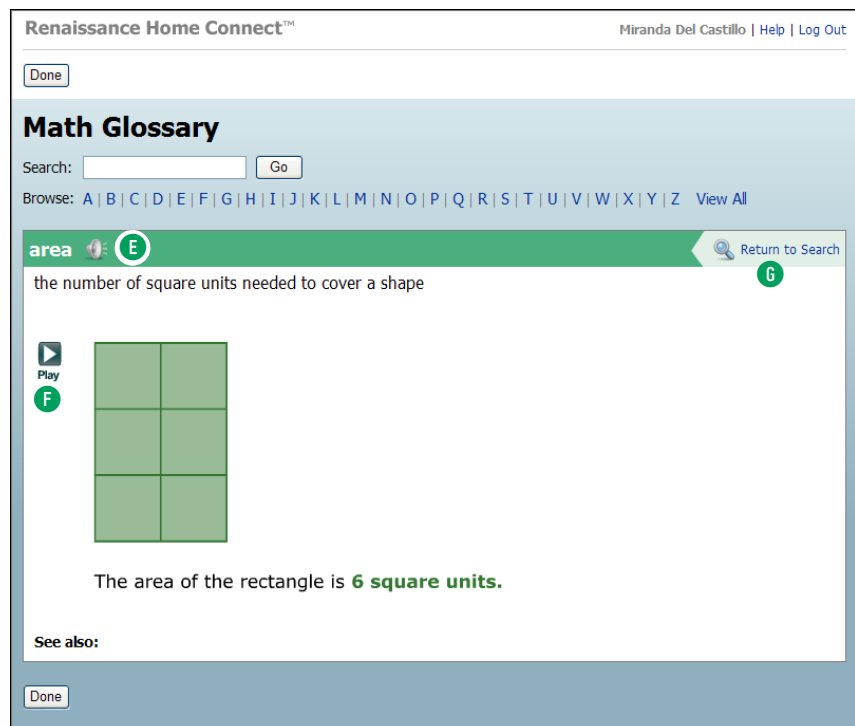 Renaissance Home Connect™
Miranda Del Castillo | Help | Log Out
Done
Math Glossary
Search: Go
Browse: A | B | C | D | E | F | G | H | I | J | K | L | M | N | O | P | Q | R | S | T | U | V | W | X | Y | Z View All
area E Return to Search
G
the number of square units needed to cover a shape
Play
F
The area of the rectangle is 6 square units.
See also:
Done